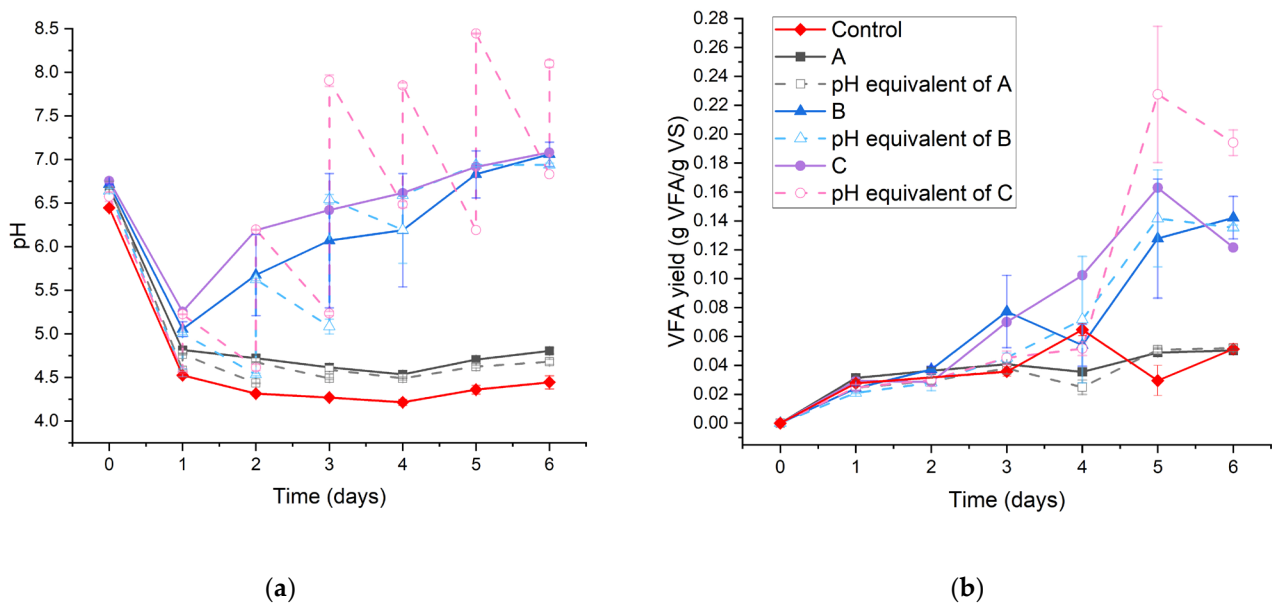 8.5
8.0
7.5
7.0
6.5
6.0
5.5
5.0
4.5
4.0
pH
0 1 2 3 4 5 6
Time (days)
(a)
0.28
0.26
0.24
0.22
0.20
0.18
0.16
0.14
0.12
0.10
0.08
0.06
0.04
0.02
0.00
VFA yield (g VFA/g VS)
Control
A
pH equivalent of A
B
pH equivalent of B
C
pH equivalent of C
0 1 2 3 4 5 6
Time (days)
(b)